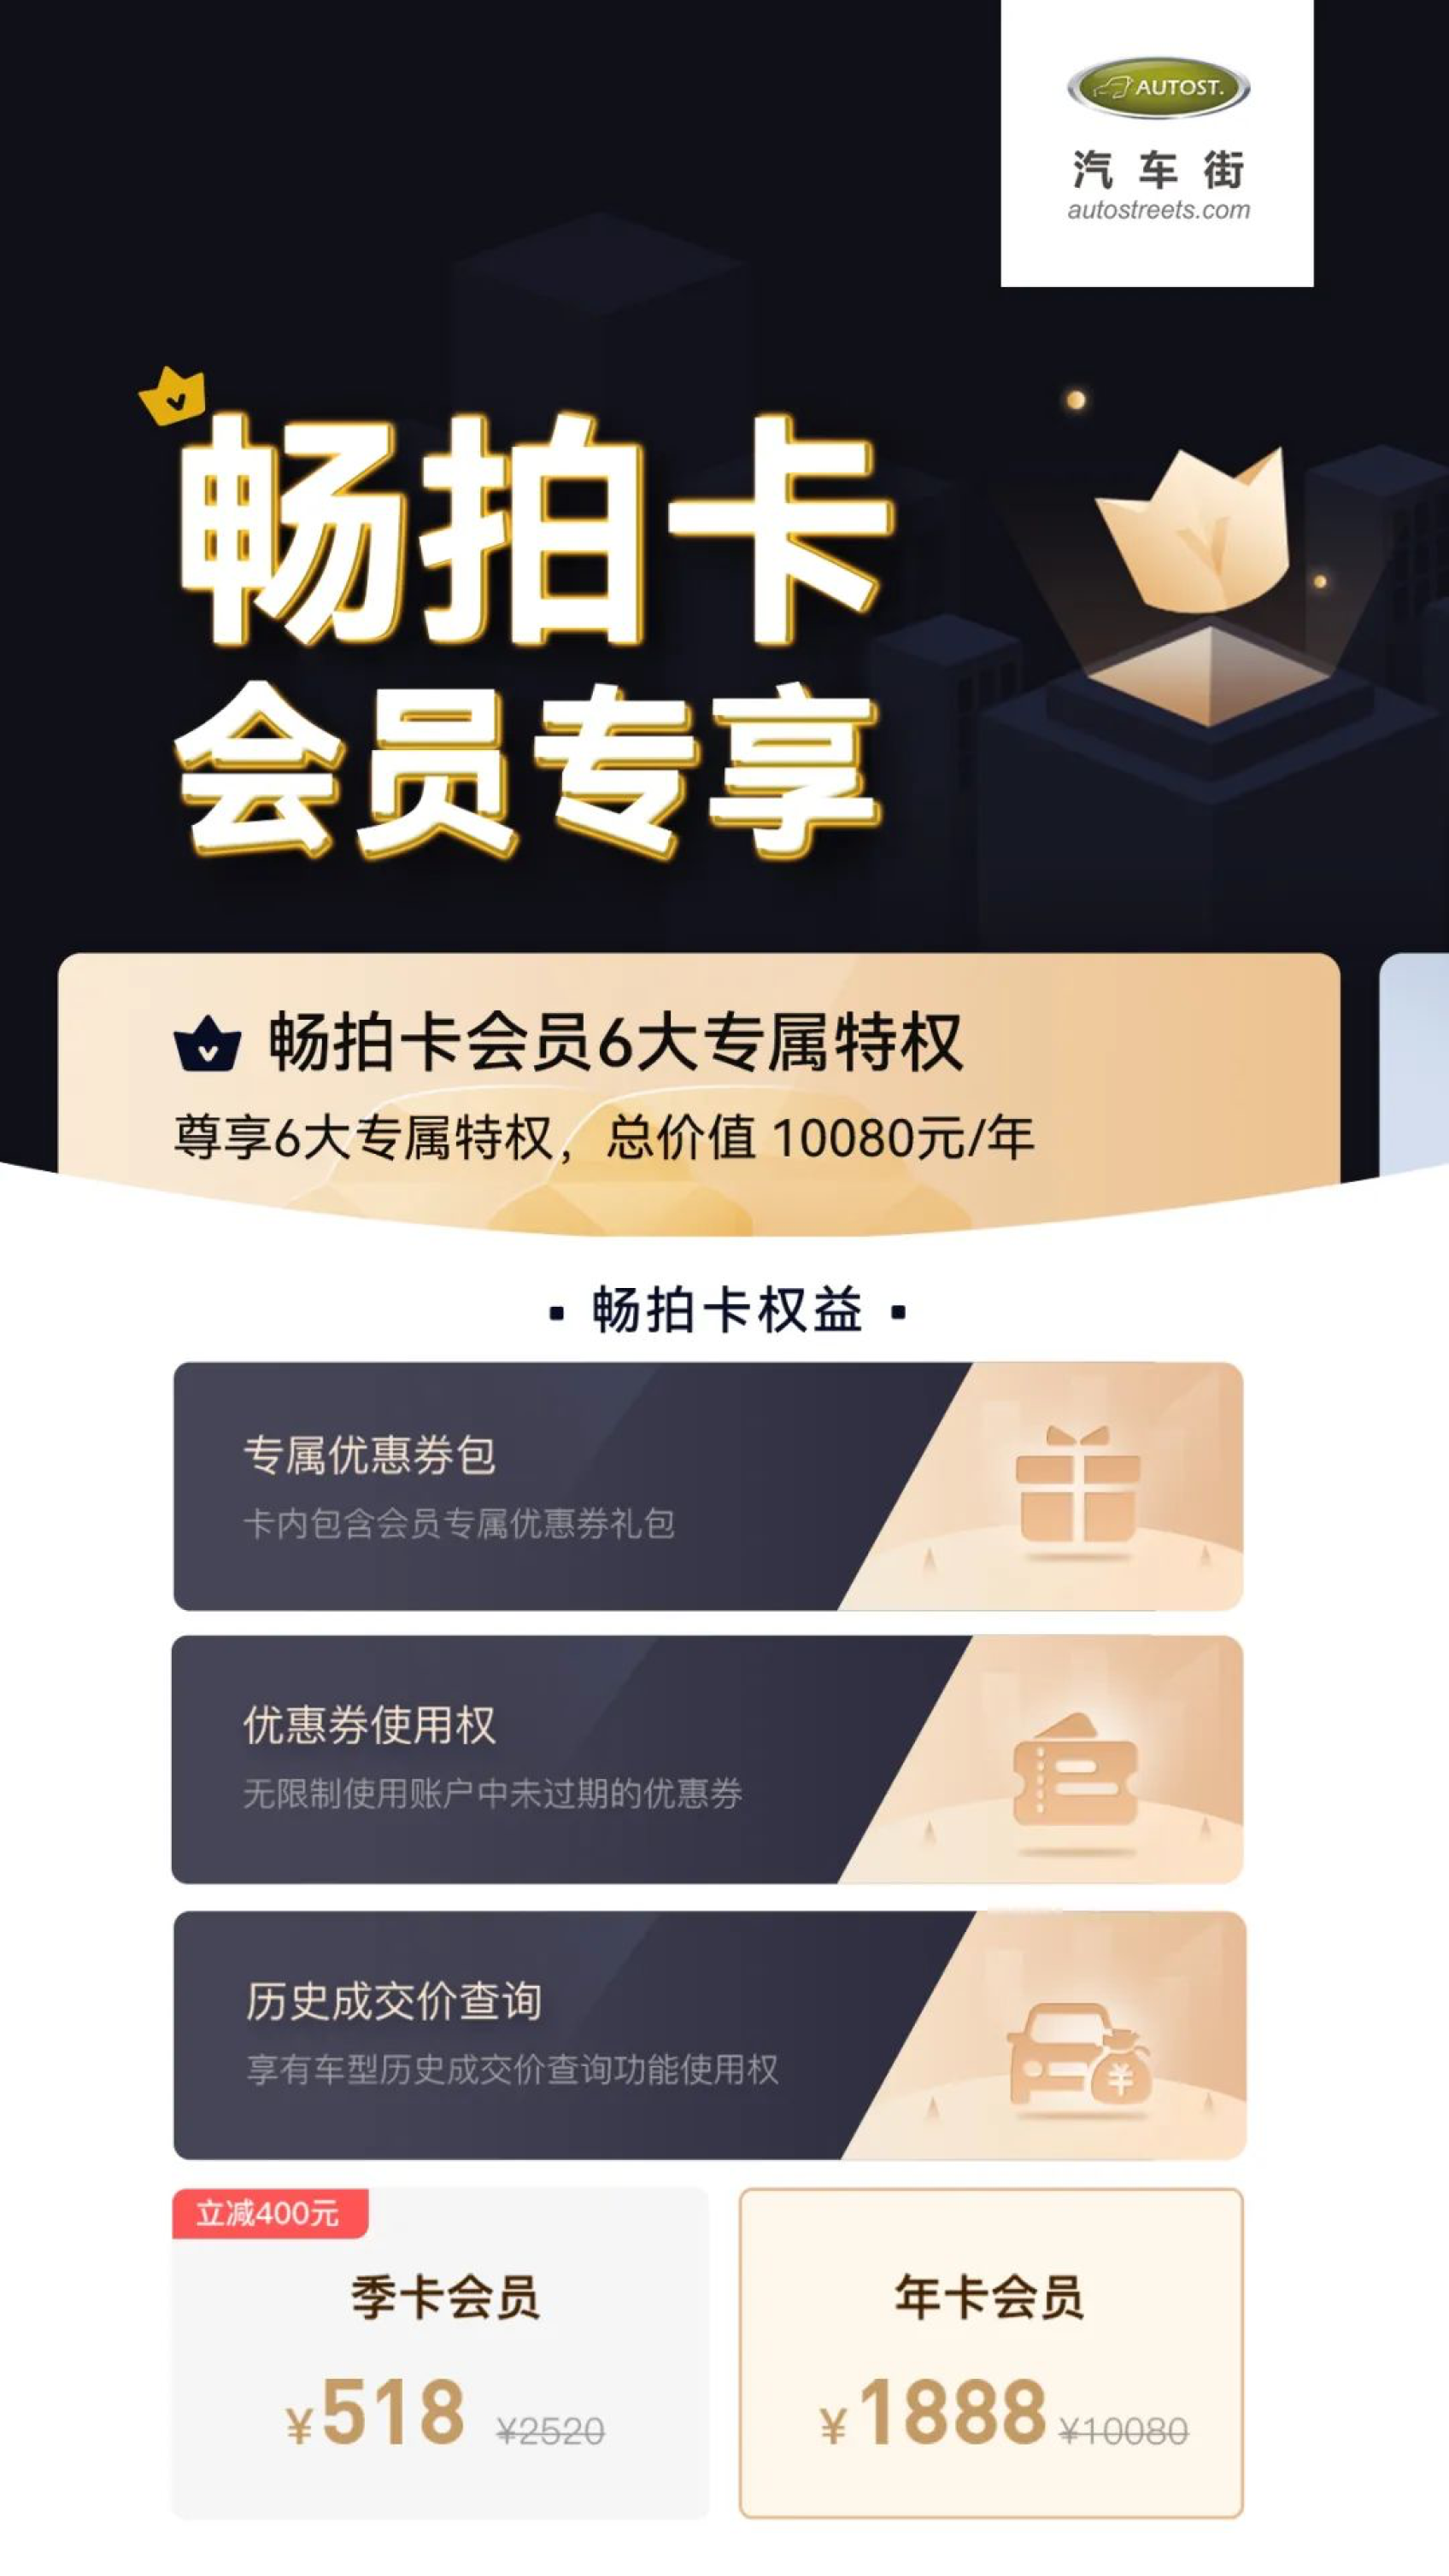 AUTOST.
汽车街
autostreets.com
畅拍卡
会员专享
畅拍卡会员6大专属特权
尊享6大专属特权，总价值 10080元/年
畅拍卡权益
专属优惠券包
卡内包含会员专属优惠券礼包
优惠券使用权
无限制使用账户中未过期的优惠券
历史成交价查询
享有车型历史成交价查询功能使用权
立减400元
季卡会员
¥518 ¥2520
年卡会员
¥1888 ¥10080